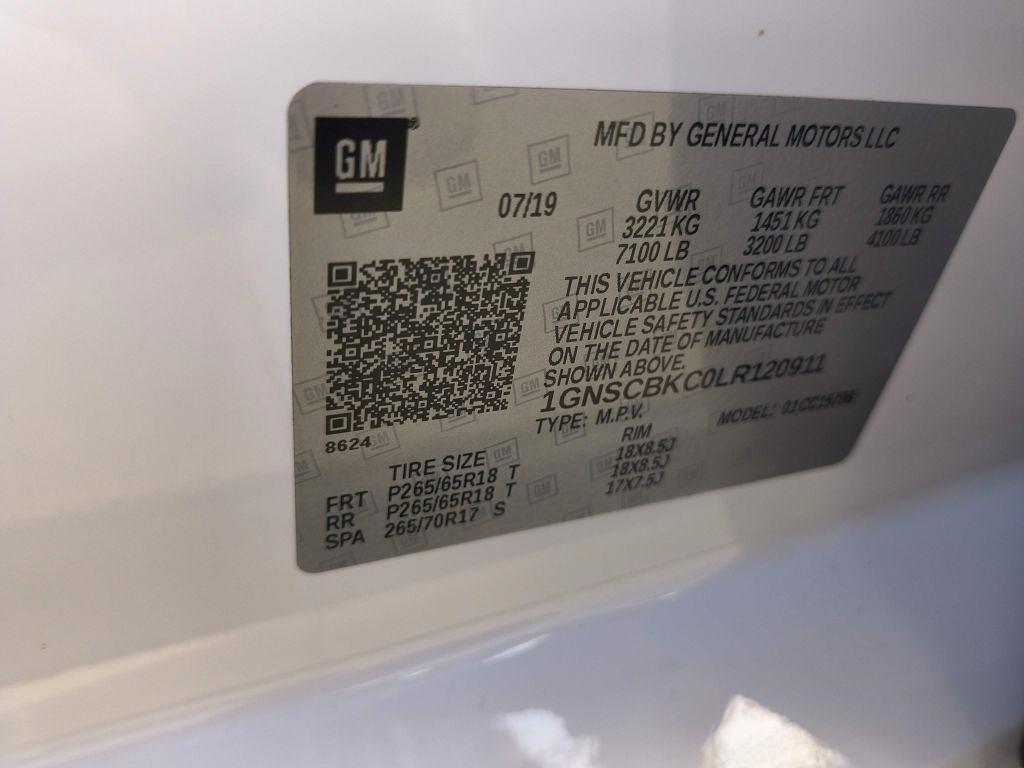 GM
MFD BY GENERAL MOTORS LLC
07/19
GVWR GAWR FRT GAWR RR
3221 KG 1451 KG 1860 KG
7100 LB 3200 LB 4100 LB
THIS VEHICLE CONFORMS TO ALL
APPLICABLE U.S. FEDERAL MOTOR
VEHICLE SAFETY STANDARDS IN EFFECT
ON THE DATE OF MANUFACTURE
SHOWN ABOVE.
1GNSCBKC0LR120911
TYPE: M.P.V. MODEL:
8624
TIRE SIZE RIM
FRT P265/65R18 T 18X8.5J
RR P265/65R18 T 18X8.5J
SPA 265/70R17 S 17X7.5J